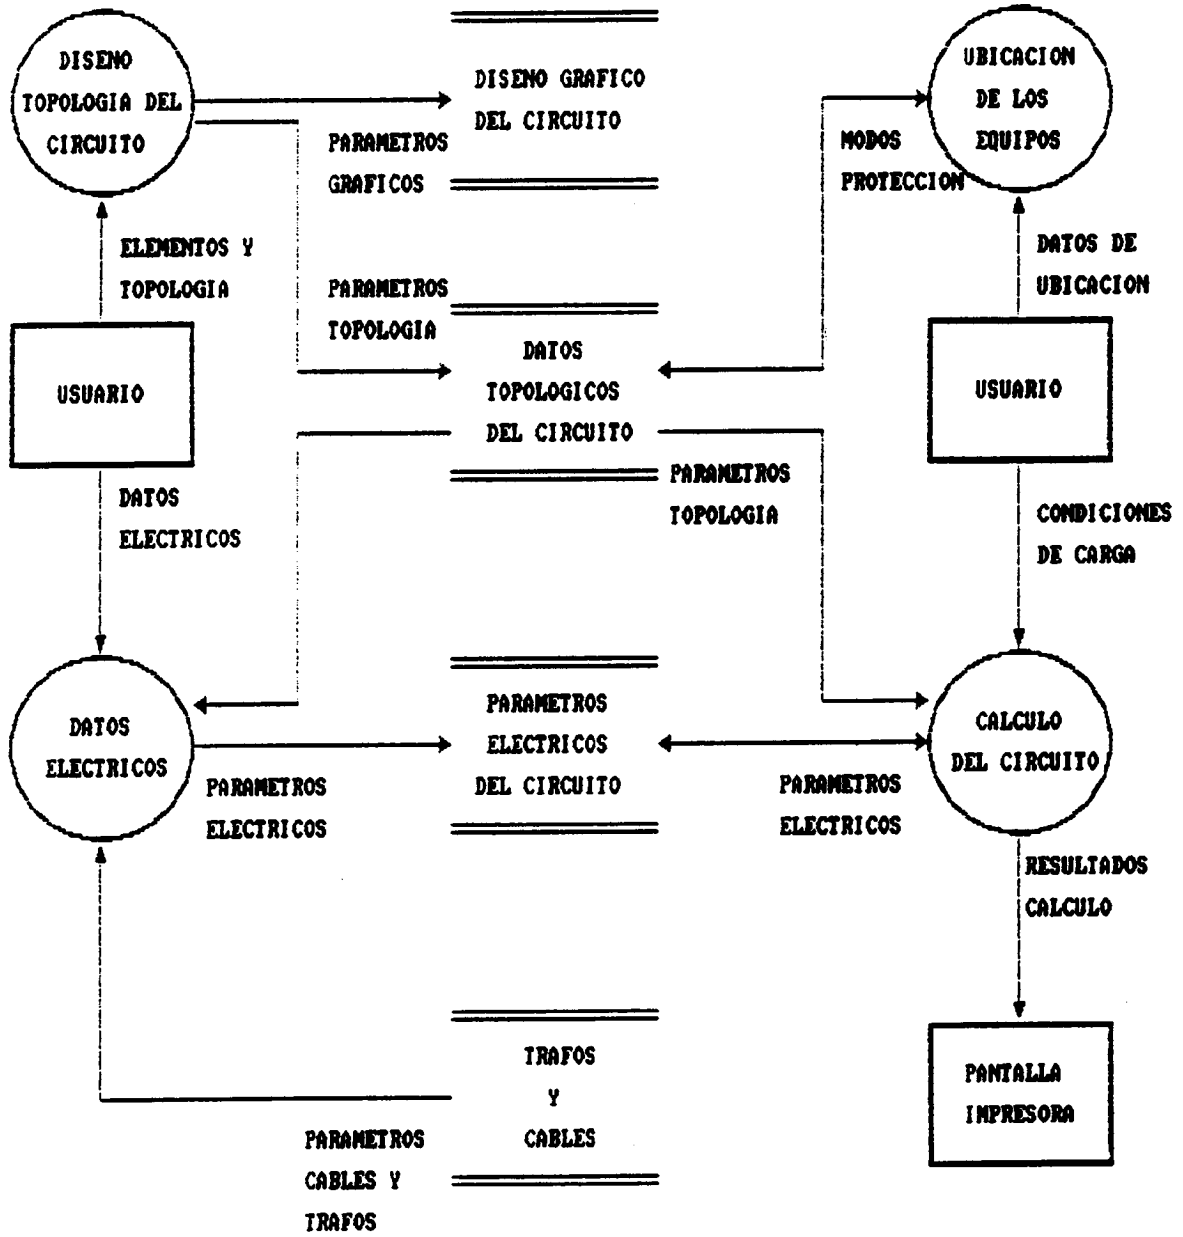 DISENO
TOPOLOGIA DEL
CIRCUITO
DISENO GRAFICO
DEL CIRCUITO
UBICACION
DE LOS
EQUIPOS
PARAMETROS
GRAFICOS
MODOS
PROTECCION
ELEMENTOS Y
TOPOLOGIA
PARAMETROS
TOPOLOGIA
DATOS DE
UBICACION
USUARIO
DATOS
TOPOLOGICOS
DEL CIRCUITO
USUARIO
DATOS
ELECTRICOS
PARAMETROS
TOPOLOGIA
CONDICIONES
DE CARGA
DATOS
ELECTRICOS
PARAMETROS
ELECTRICOS
DEL CIRCUITO
CALCULO
DEL CIRCUITO
PARAMETROS
ELECTRICOS
PARAMETROS
ELECTRICOS
RESULTADOS
CALCULO
TRAFOS
Y
CABLES
PANTALLA
IMPRESORA
PARAMETROS
CABLES Y
TRAFOS